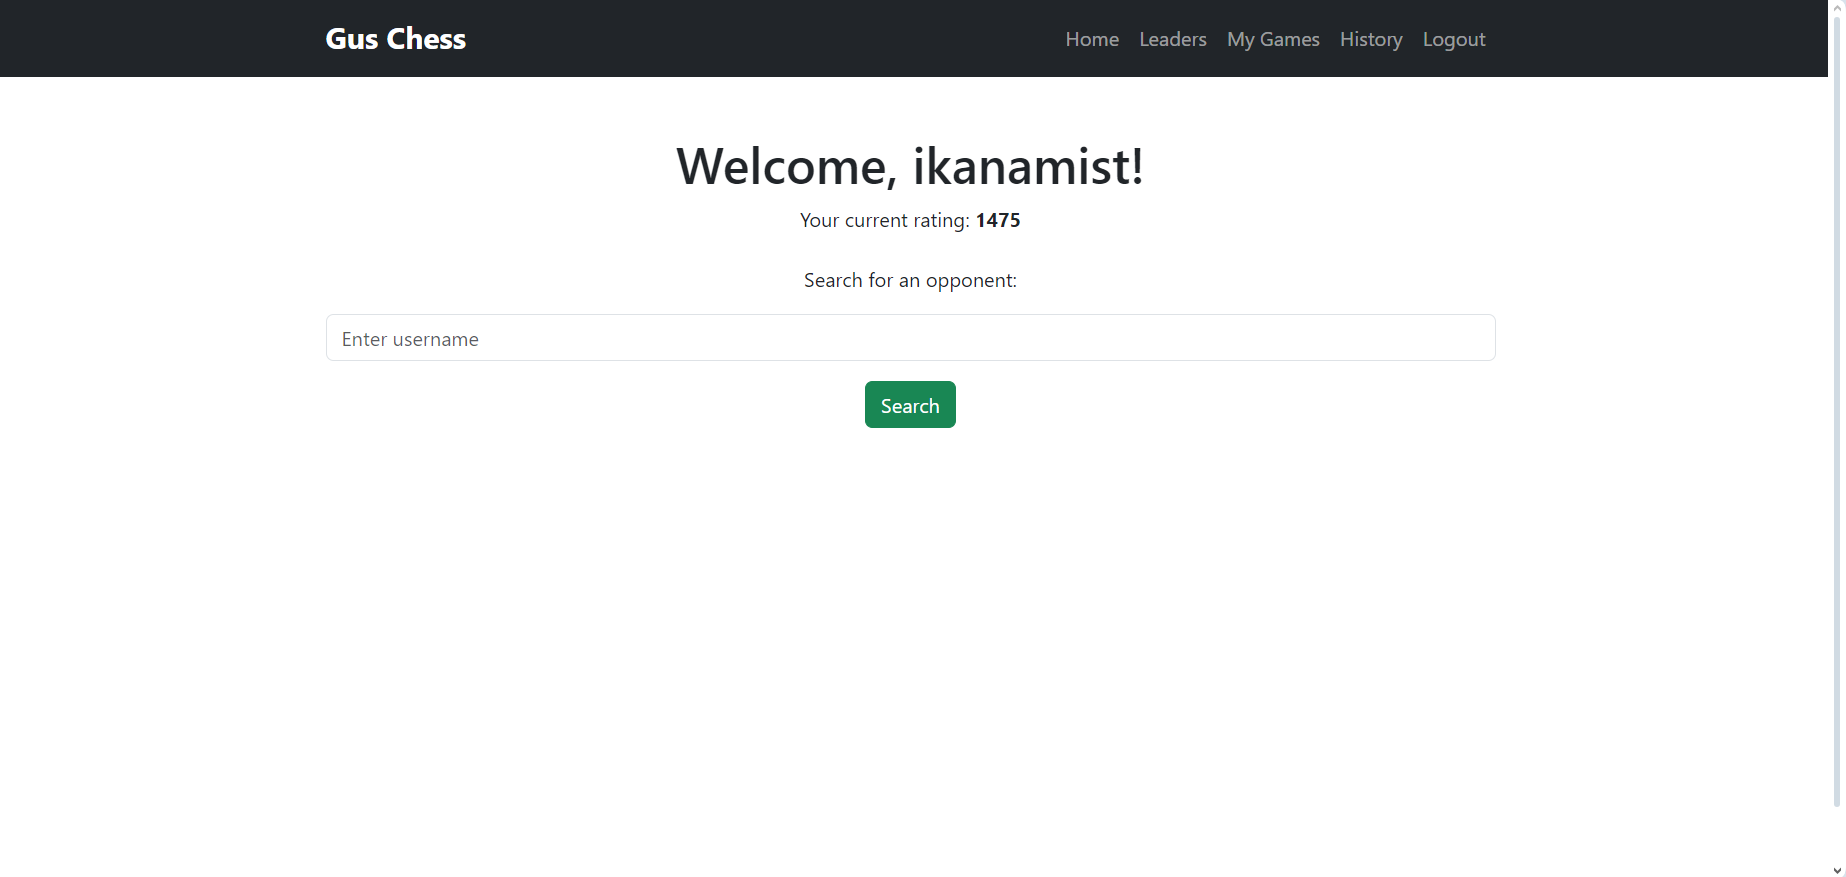 Gus Chess Home Leaders My Games History Logout
Welcome, ikanamist!
Your current rating: 1475
Search for an opponent:
Enter username
Search